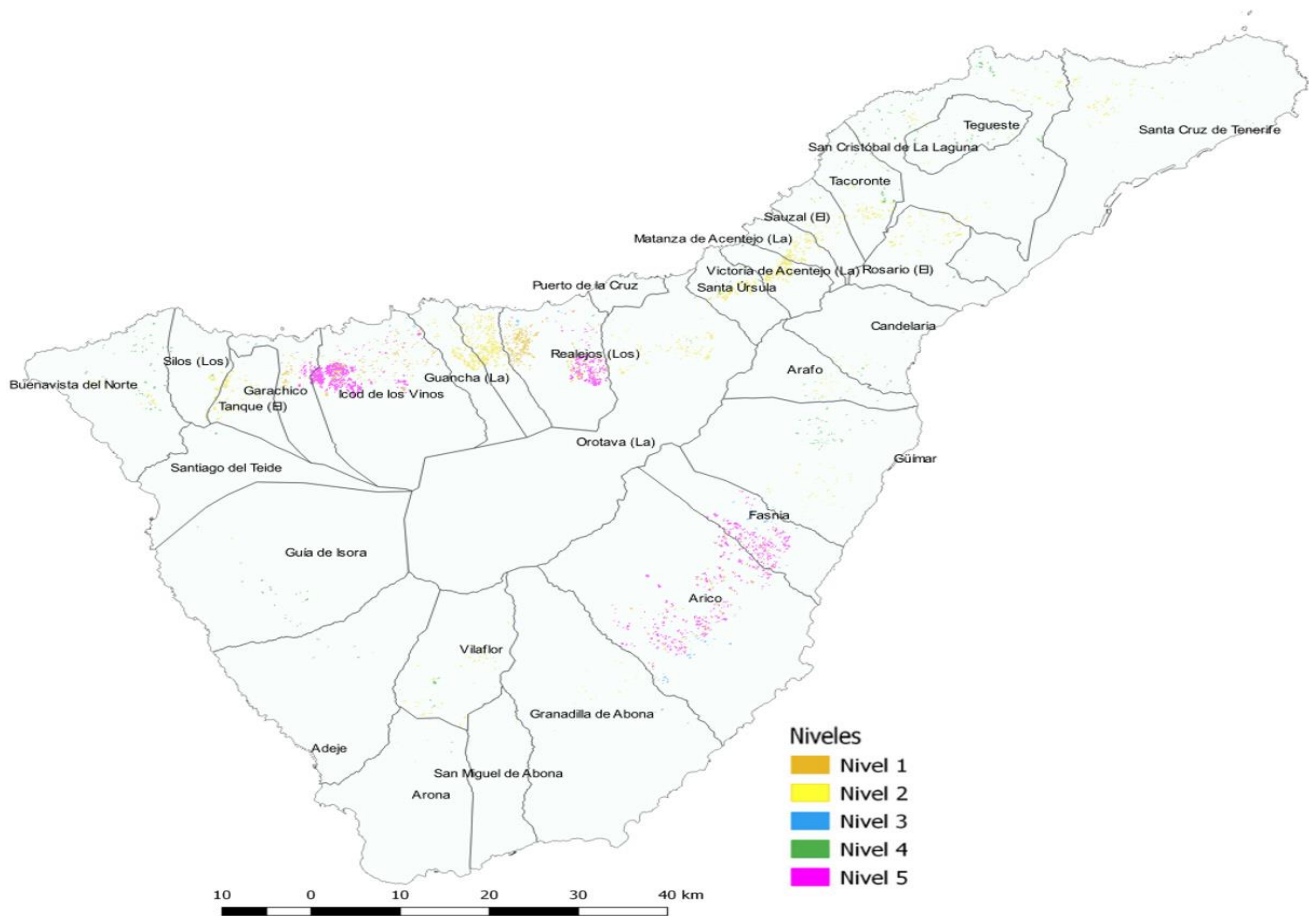 Tegueste
Santa Cruz de Tenerife
San Cristóbal de La Laguna
Tacoronte
Sauzal (El)
Matanza de Acentejo (La)
Victoria de Acentejo (La)
Rosario (El)
Santa Úrsula
Puerto de la Cruz
Candelaria
Realejos (Los)
Silos (Los)
Arafo
Guancha (La)
Buenavista del Norte
Garachico
Icod de los Vinos
Tanque (El)
Orotava (La)
Güímar
Santiago del Teide
Fasnia
Guía de Isora
Arico
Vilaflor
Granadilla de Abona
Adeje
San Miguel de Abona
Arona
Niveles
Nivel 1
Nivel 2
Nivel 3
Nivel 4
Nivel 5
10 0 10 20 30 40 km